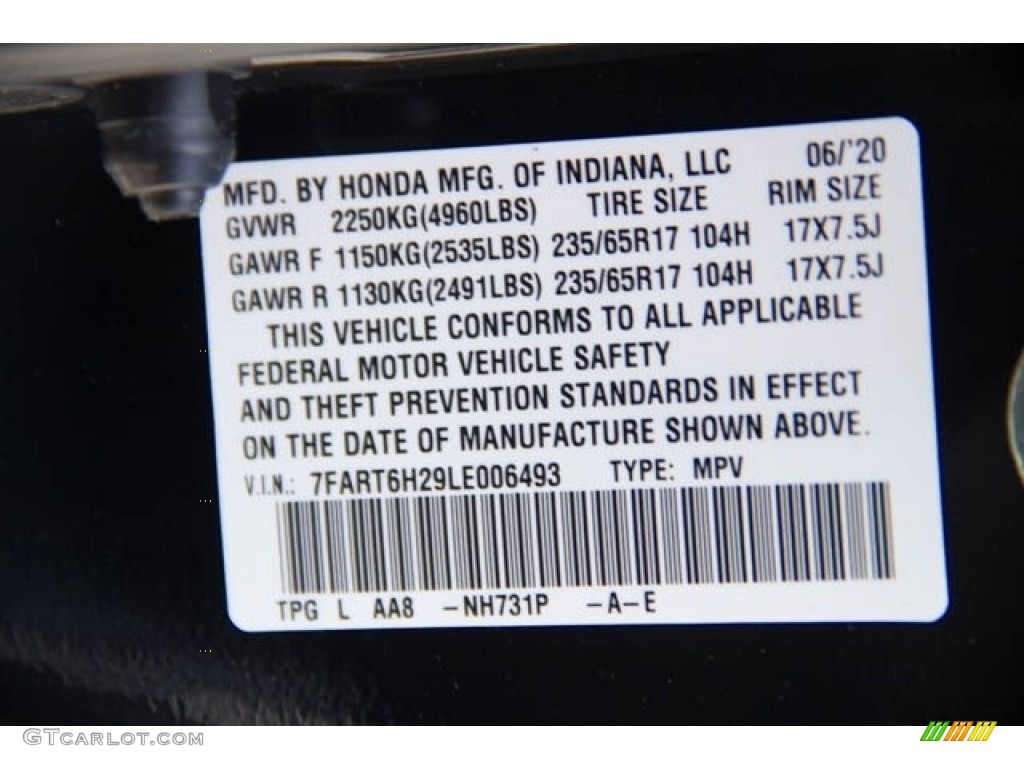 MFD. BY HONDA MFG. OF INDIANA, LLC 06/'20
GVWR 2250KG(4960LBS) TIRE SIZE RIM SIZE
GAWR F 1150KG(2535LBS) 235/65R17 104H 17X7.5J
GAWR R 1130KG(2491LBS) 235/65R17 104H 17X7.5J
THIS VEHICLE CONFORMS TO ALL APPLICABLE
FEDERAL MOTOR VEHICLE SAFETY
AND THEFT PREVENTION STANDARDS IN EFFECT
ON THE DATE OF MANUFACTURE SHOWN ABOVE.
V.I.N.: 7FART6H29LE006493 TYPE: MPV
TPG L AA8 -NH731P -A-E
GTCARLOT.COM